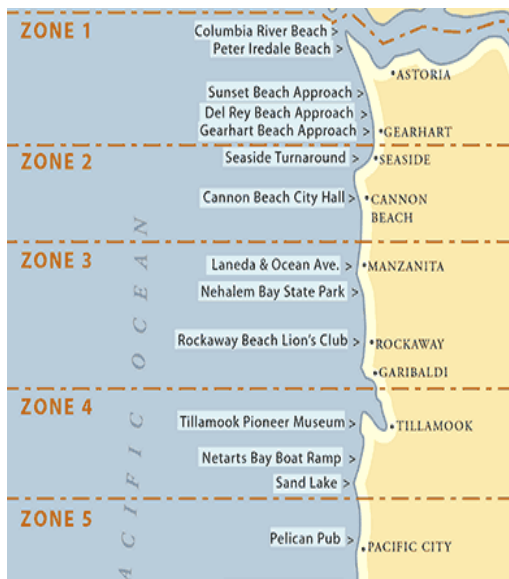 ZONE 1
Columbia River Beach >
Peter Iredale Beach >
ASTORIA
Sunset Beach Approach >
Del Rey Beach Approach >
Gearhart Beach Approach >
GEARHART
ZONE 2
Seaside Turnaround >
SEASIDE
Cannon Beach City Hall >
CANNON
BEACH
ZONE 3
Laneda & Ocean Ave. >
MANZANITA
Nehalem Bay State Park >
Rockaway Beach Lion's Club >
ROCKAWAY
GARIBALDI
ZONE 4
Tillamook Pioneer Museum >
TILLAMOOK
Netarts Bay Boat Ramp >
Sand Lake >
ZONE 5
Pelican Pub >
PACIFIC CITY
ACIFIC OCEAN